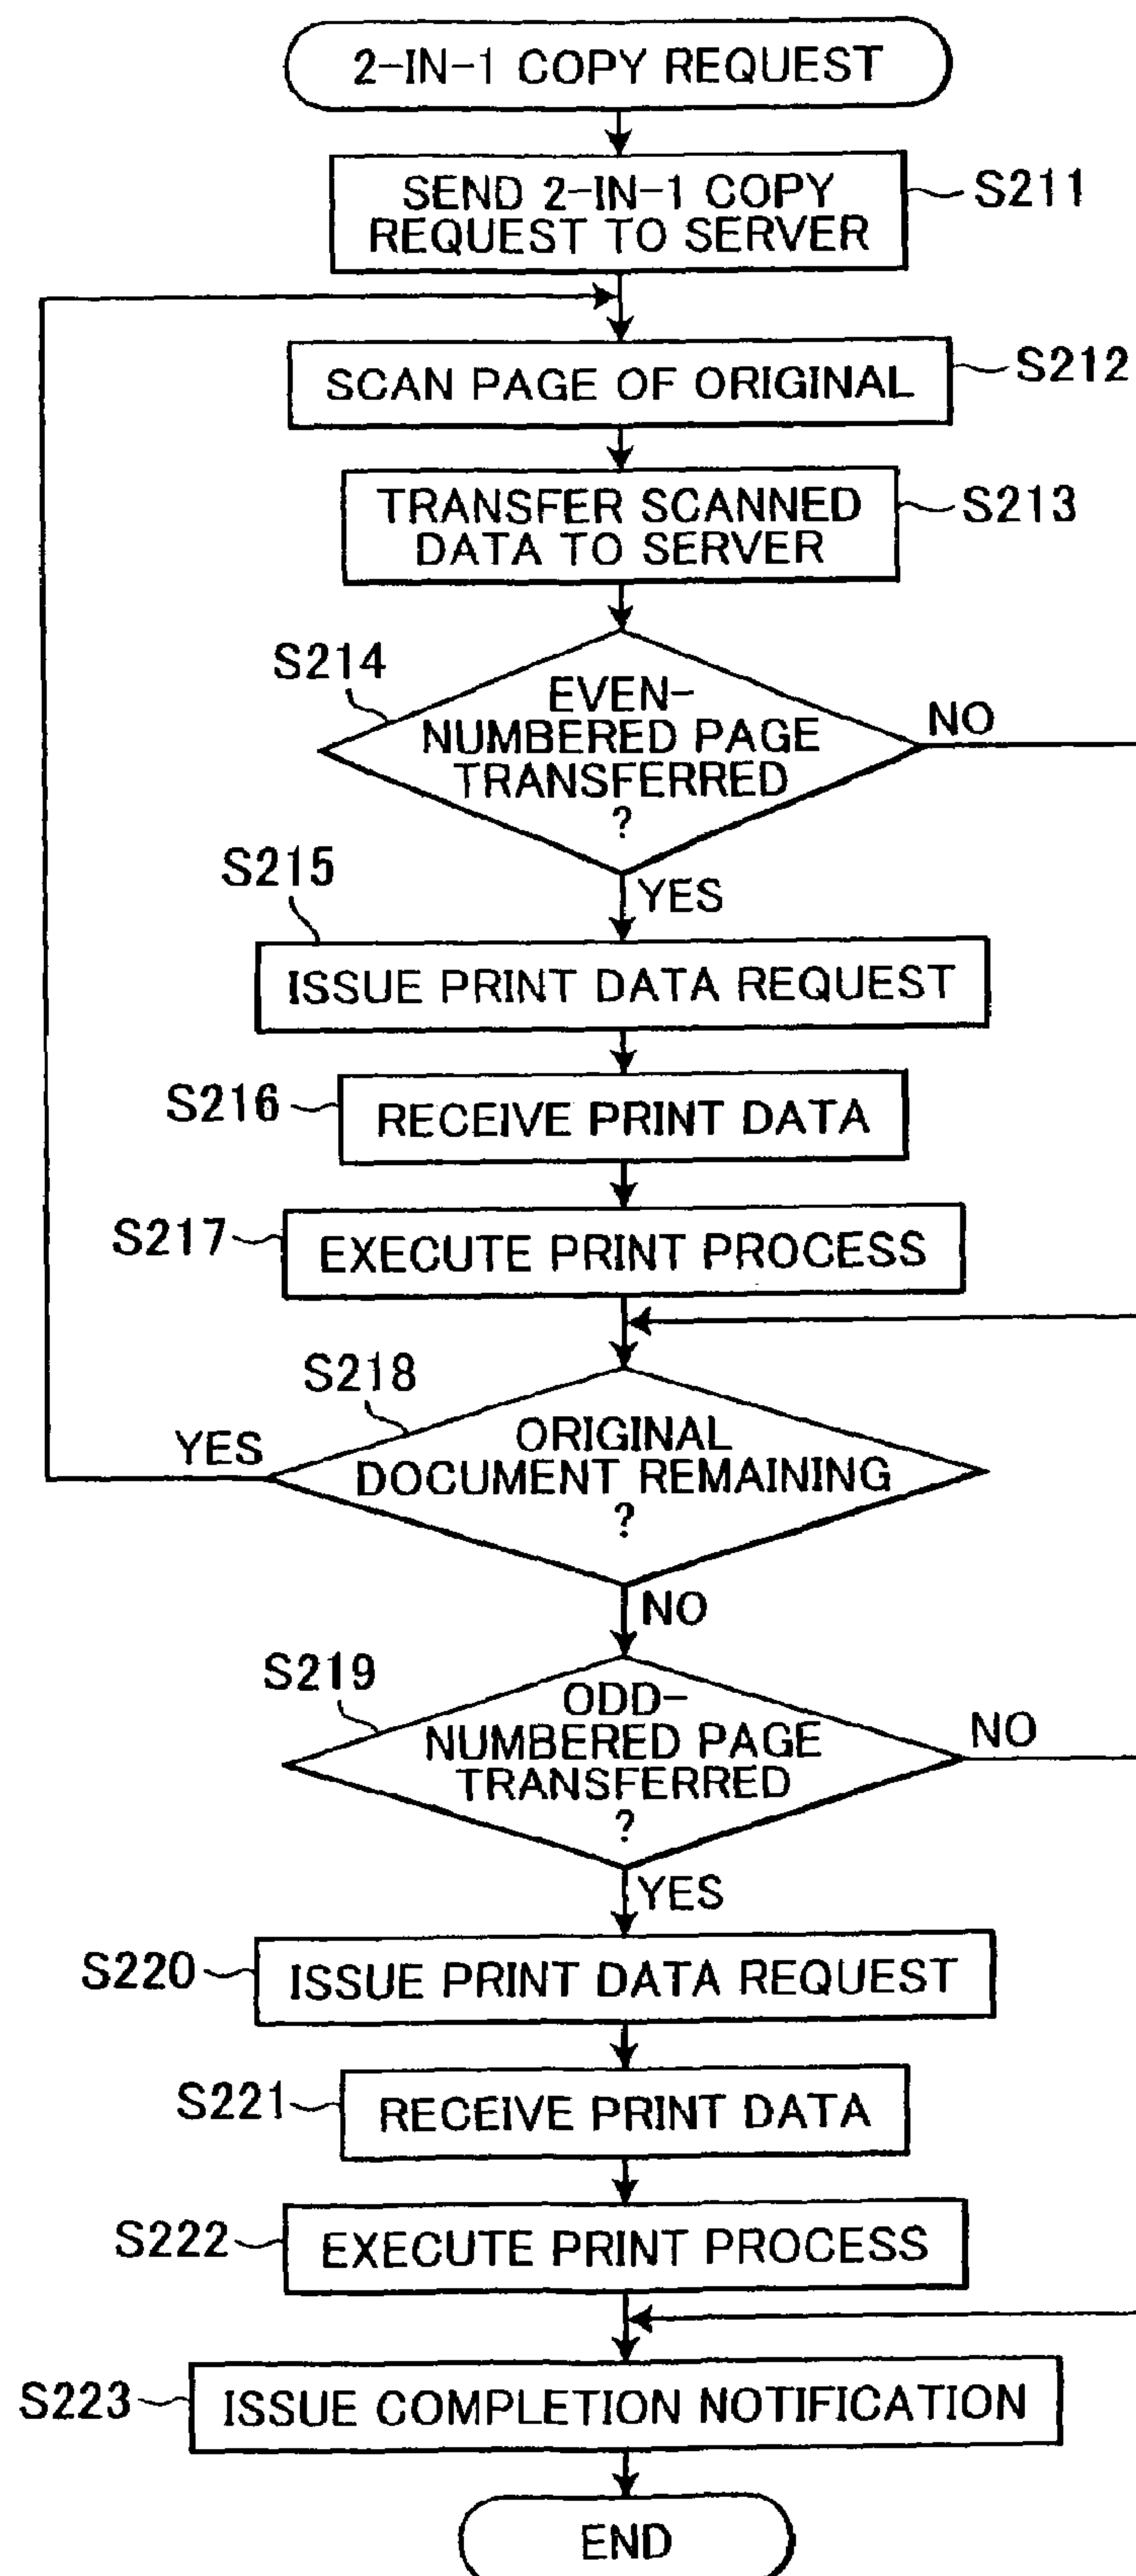 2-IN-1 COPY REQUEST
SEND 2-IN-1 COPY
REQUEST TO SERVER
S211
SCAN PAGE OF ORIGINAL
S212
TRANSFER SCANNED
DATA TO SERVER
S213
S214
EVEN-
NUMBERED PAGE
TRANSFERRED
?
NO
YES
S215
ISSUE PRINT DATA REQUEST
S216
RECEIVE PRINT DATA
S217
EXECUTE PRINT PROCESS
S218
YES
ORIGINAL
DOCUMENT REMAINING
?
NO
S219
ODD-
NUMBERED PAGE
TRANSFERRED
?
NO
YES
S220
ISSUE PRINT DATA REQUEST
S221
RECEIVE PRINT DATA
S222
EXECUTE PRINT PROCESS
S223
ISSUE COMPLETION NOTIFICATION
END